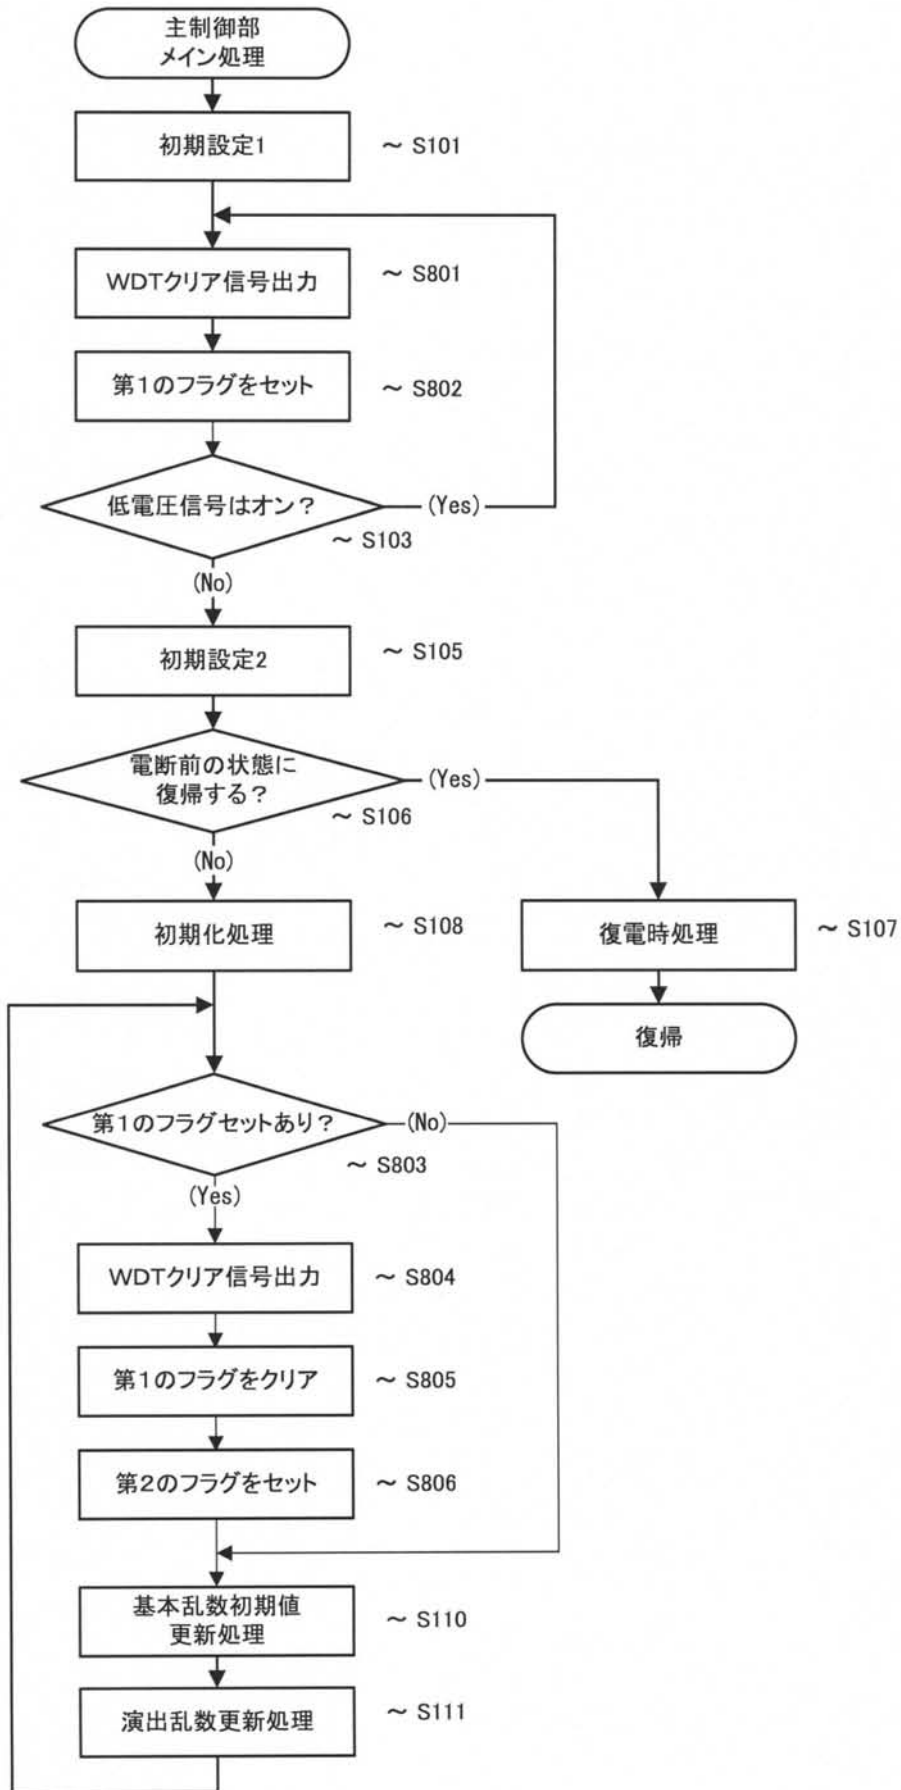 主制御部
メイン処理
初期設定1
～ S101
WDTクリア信号出力
～ S801
第1のフラグをセット
～ S802
低電圧信号はオン？
(Yes)
～ S103
(No)
初期設定2
～ S105
電断前の状態に
復帰する？
(Yes)
～ S106
(No)
初期化処理
～ S108
復電時処理
～ S107
復帰
第1のフラグセットあり？
(No)
～ S803
(Yes)
WDTクリア信号出力
～ S804
第1のフラグをクリア
～ S805
第2のフラグをセット
～ S806
基本乱数初期値
更新処理
～ S110
演出乱数更新処理
～ S111